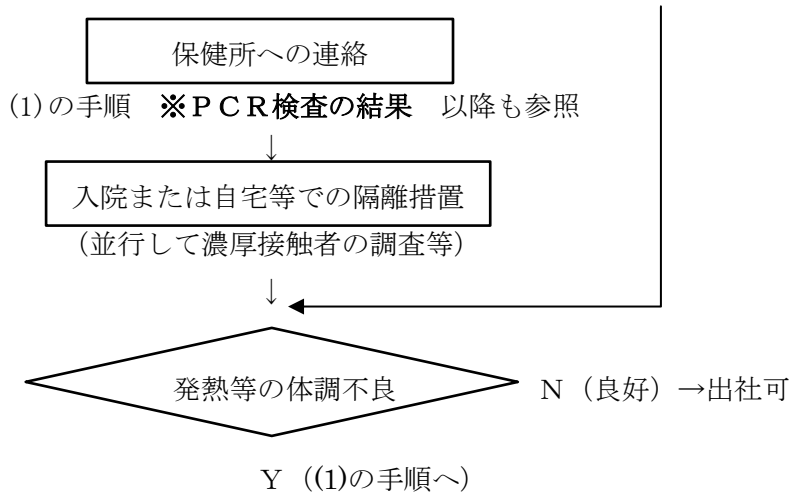 保健所への連絡
(1)の手順　※ＰＣＲ検査の結果　以降も参照
↓
入院または自宅等での隔離措置
（並行して濃厚接触者の調査等）
↓
発熱等の体調不良　Ｎ（良好）→出社可
Ｙ（(1)の手順へ）